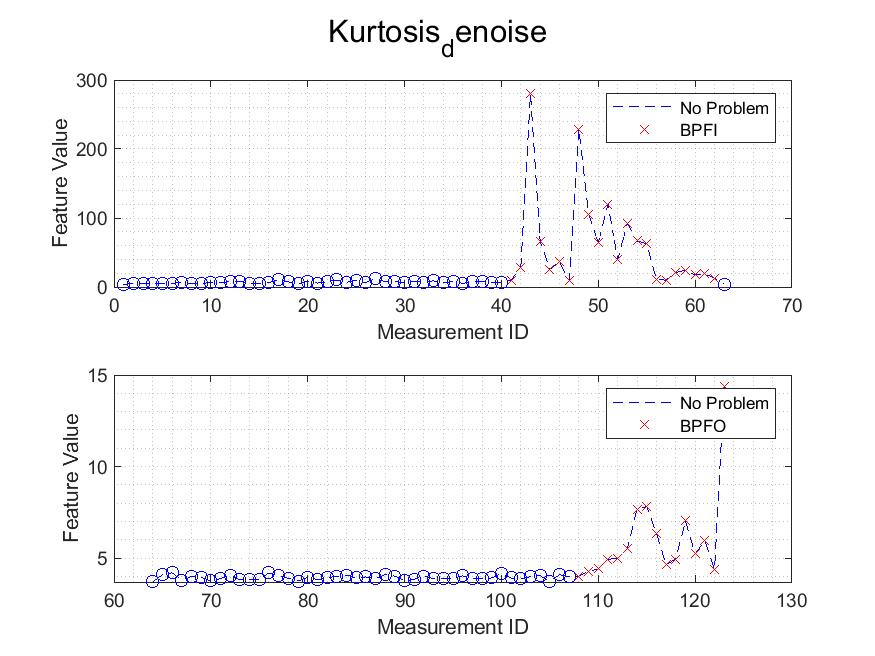 Kurtosis_denoise
300
200
100
0
Feature Value
No Problem
BPFI
0 10 20 30 40 50 60 70
Measurement ID
15
10
5
Feature Value
No Problem
BPFO
60 70 80 90 100 110 120 130
Measurement ID